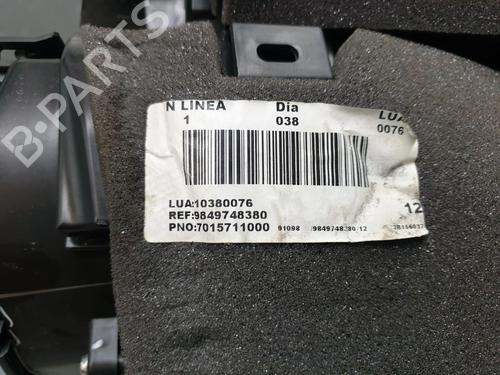 B-PARTS
N LINEA Dia LUA
1 038 0076
LUA:10380076
REF:9849748380 12
PNO:7015711000 91098 /9849748380/12